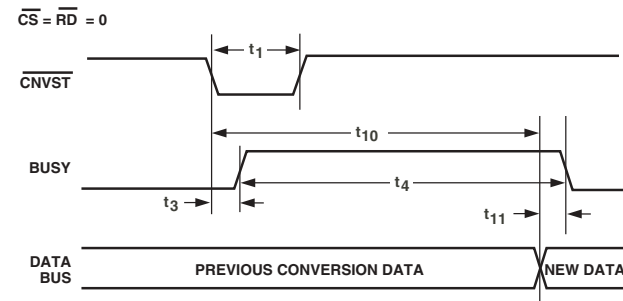 CS = RD = 0
t1
CNVST
t10
BUSY
t4
t3
t11
DATA BUS
PREVIOUS CONVERSION DATA
NEW DATA